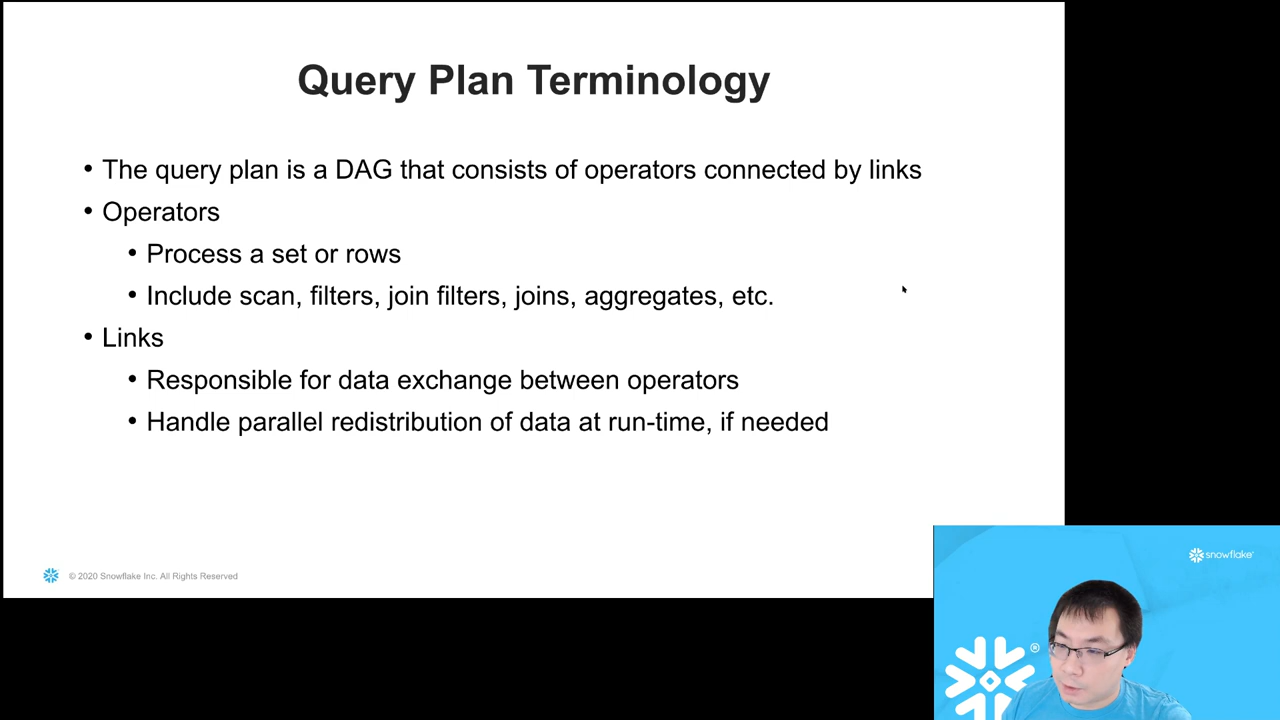 Query Plan Terminology
• The query plan is a DAG that consists of operators connected by links
• Operators
• Process a set or rows
• Include scan, filters, join filters, joins, aggregates, etc.
• Links
• Responsible for data exchange between operators
• Handle parallel redistribution of data at run-time, if needed
© 2020 Snowflake Inc. All Rights Reserved
snowflake
®